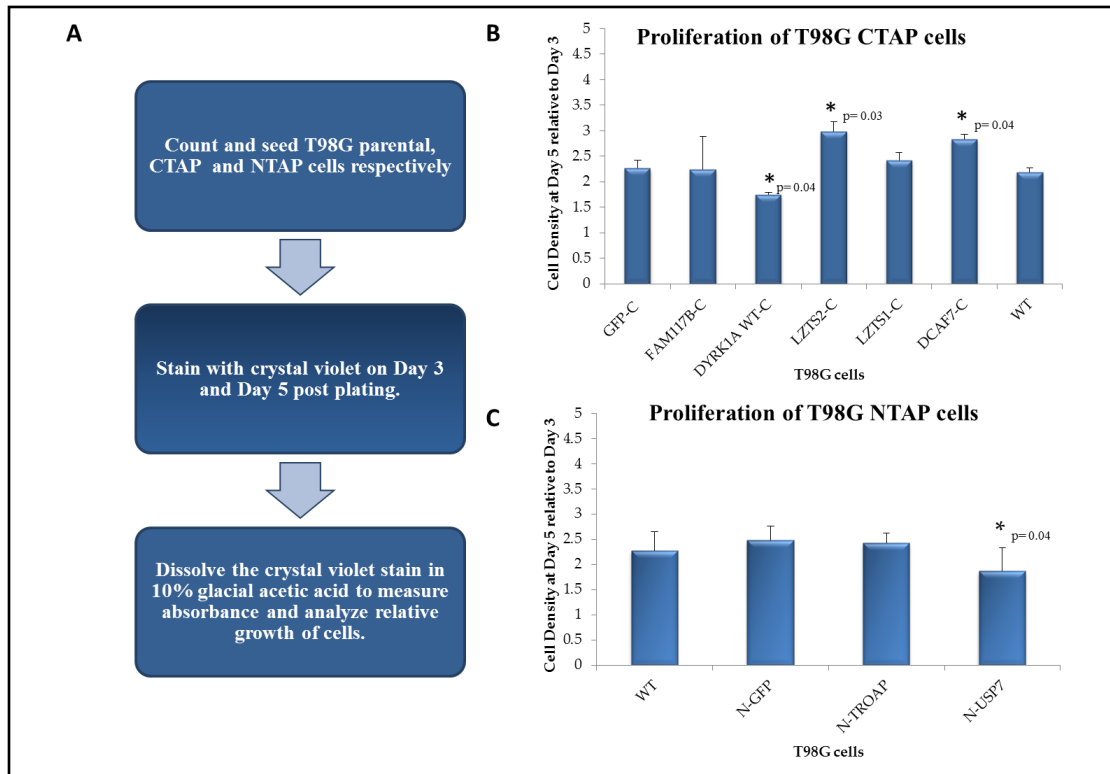 A
Count and seed T98G parental,
CTAP and NTAP cells respectively
Stain with crystal violet on Day 3
and Day 5 post plating.
Dissolve the crystal violet stain in
10% glacial acetic acid to measure
absorbance and analyze relative
growth of cells.
B
Proliferation of T98G CTAP cells
Cell Density at Day 5 relative to Day 3
5
4.5
4
3.5
3
2.5
2
1.5
1
0.5
0
*
p= 0.04
*
p= 0.03
*
p= 0.04
GFP-C
FAM117B-C
DYRK1A WT-C
LZTS2-C
LZTS1-C
DCAF7-C
WT
T98G cells
C
Proliferation of T98G NTAP cells
Cell Density at Day 5 relative to Day 3
5
4.5
4
3.5
3
2.5
2
1.5
1
0.5
0
*
p= 0.04
WT
N-GFP
N-TROAP
N-USP7
T98G cells